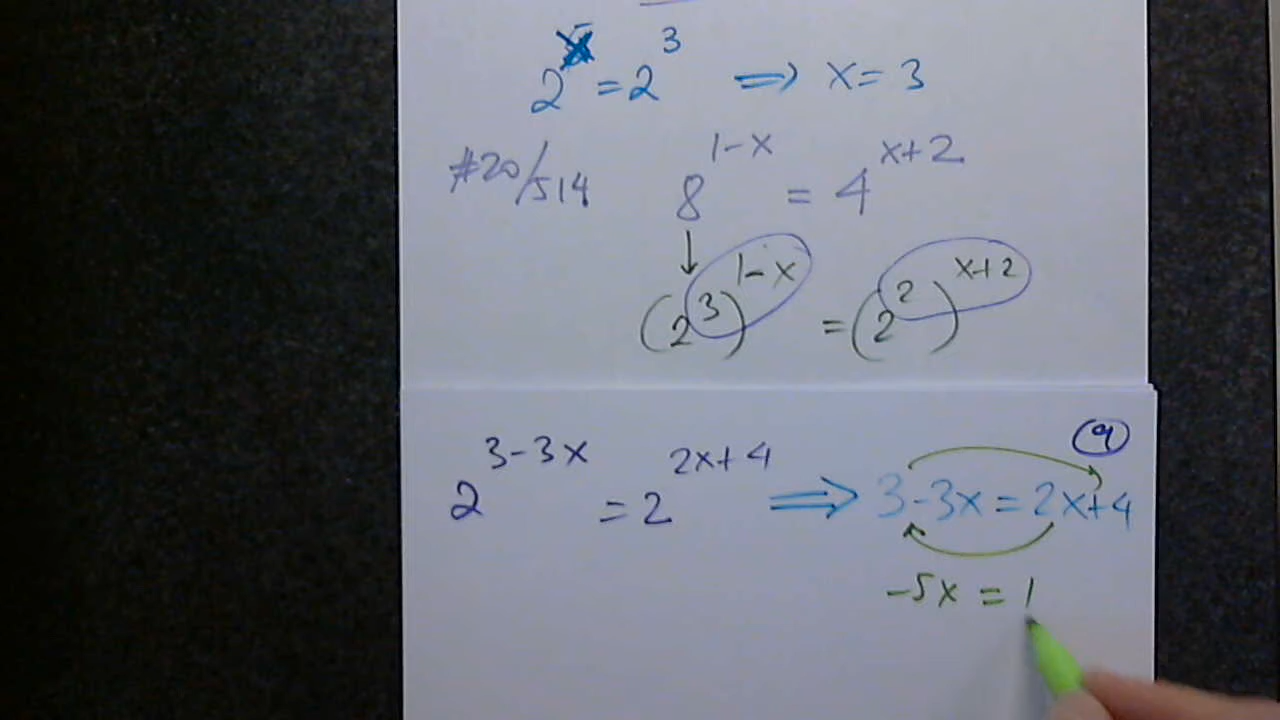 2^x = 2^3 ⟹ x = 3
#20/514 8^(1-x) = 4^(x+2)
↓
(2^3)^(1-x) = (2^2)^(x+2)
9
2^(3-3x) = 2^(2x+4) ⟹ 3-3x = 2x+4
-5x = 1